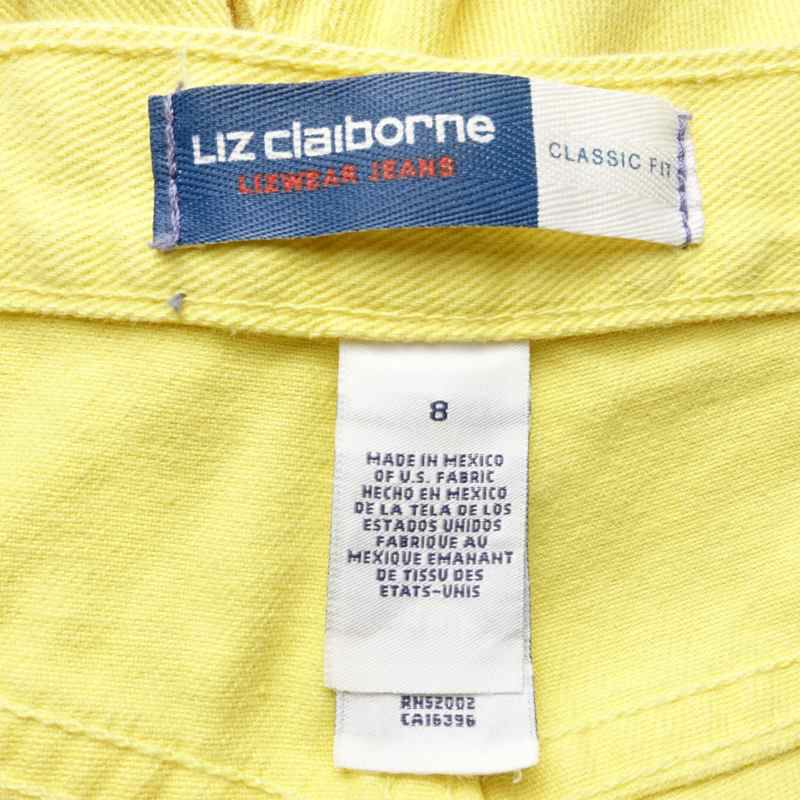 Liz claiborne
LIZWEAR JEANS
CLASSIC FIT
8
MADE IN MEXICO
OF U.S. FABRIC
HECHO EN MEXICO
DE LA TELA DE LOS
ESTADOS UNIDOS
FABRIQUE AU
MEXIQUE EMANANT
DE TISSU DES
ETATS-UNIS
RN52002
CA16396